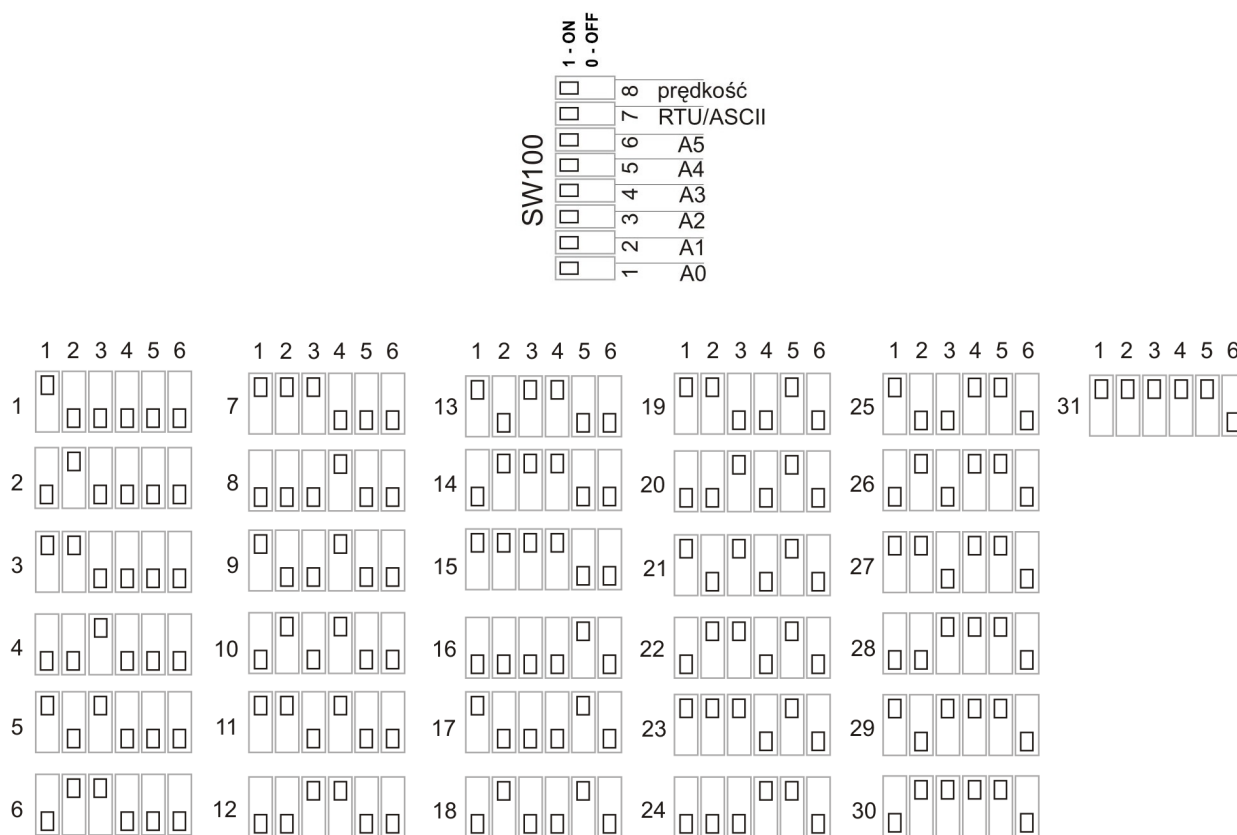 1 - ON
0 - OFF
SW100
8 prędkość
7 RTU/ASCII
6 A5
5 A4
4 A3
3 A2
2 A1
1 A0
1 2 3 4 5 6
1
2
3
4
5
6
1 2 3 4 5 6
7
8
9
10
11
12
1 2 3 4 5 6
13
14
15
16
17
18
1 2 3 4 5 6
19
20
21
22
23
24
1 2 3 4 5 6
25
26
27
28
29
30
1 2 3 4 5 6
31